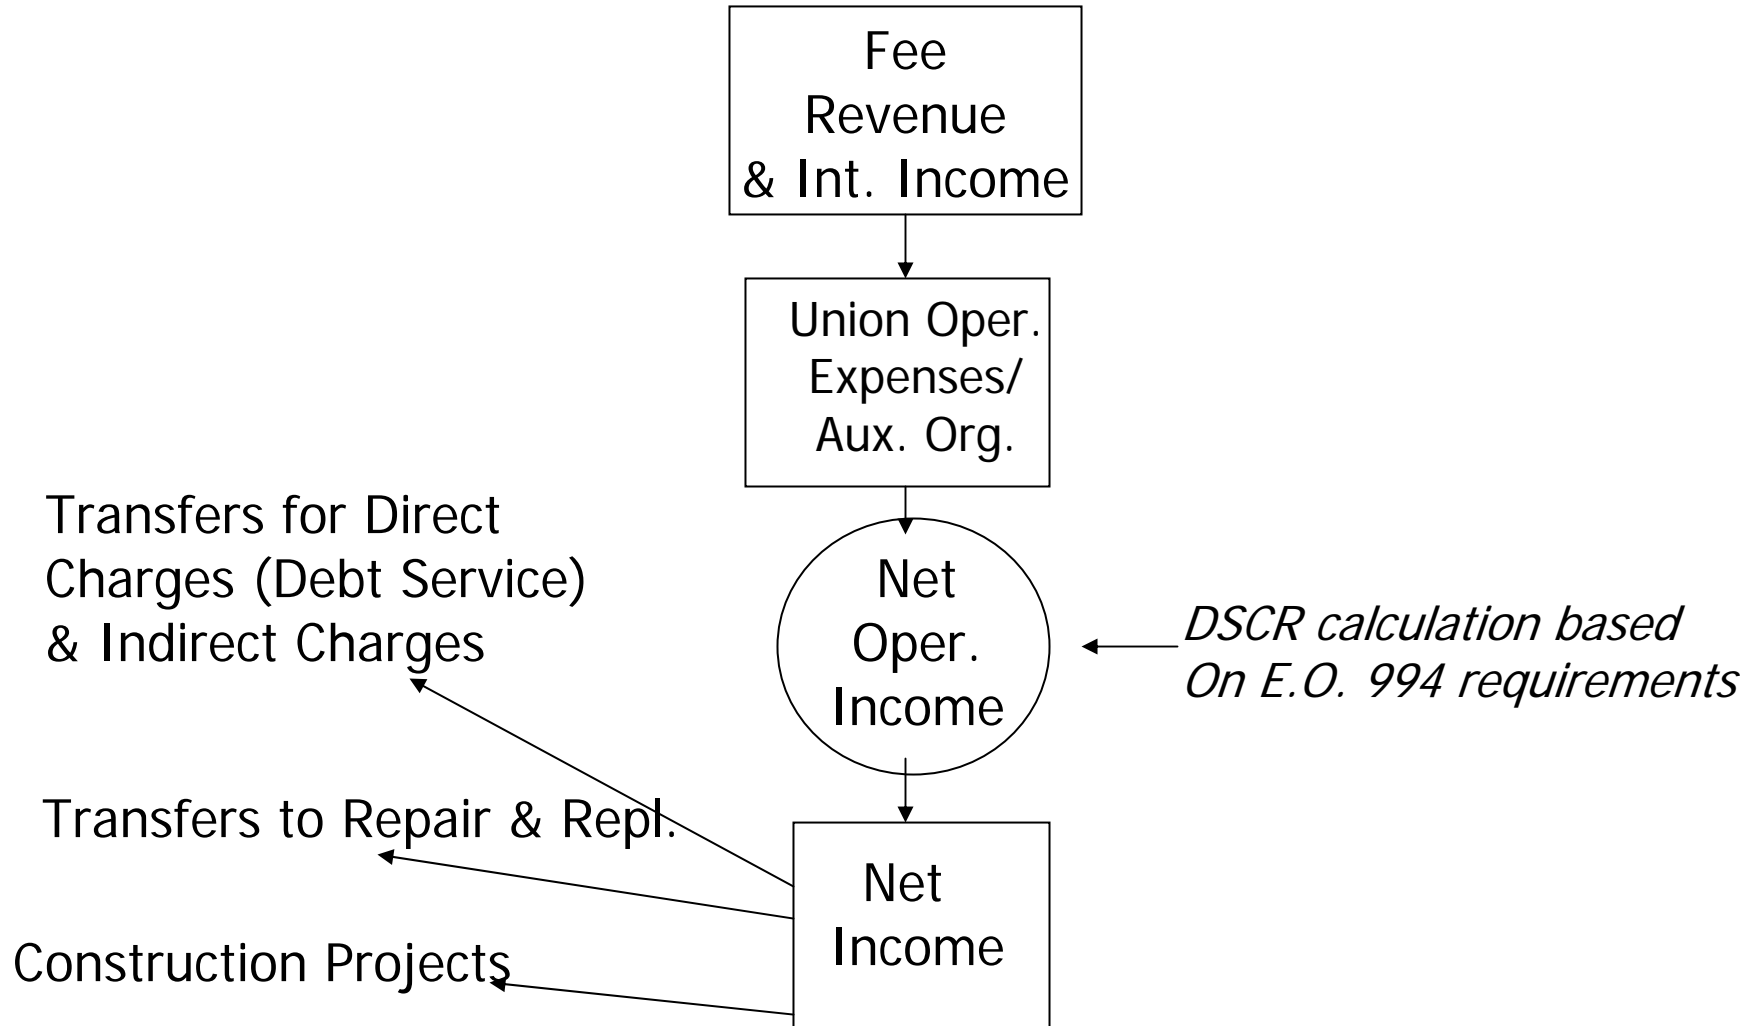 Fee
Revenue
& Int. Income
Union Oper.
Expenses/
Aux. Org.
Transfers for Direct
Charges (Debt Service)
& Indirect Charges
Net
Oper.
Income
DSCR calculation based
On E.O. 994 requirements
Transfers to Repair & Repl.
Net
Income
Construction Projects